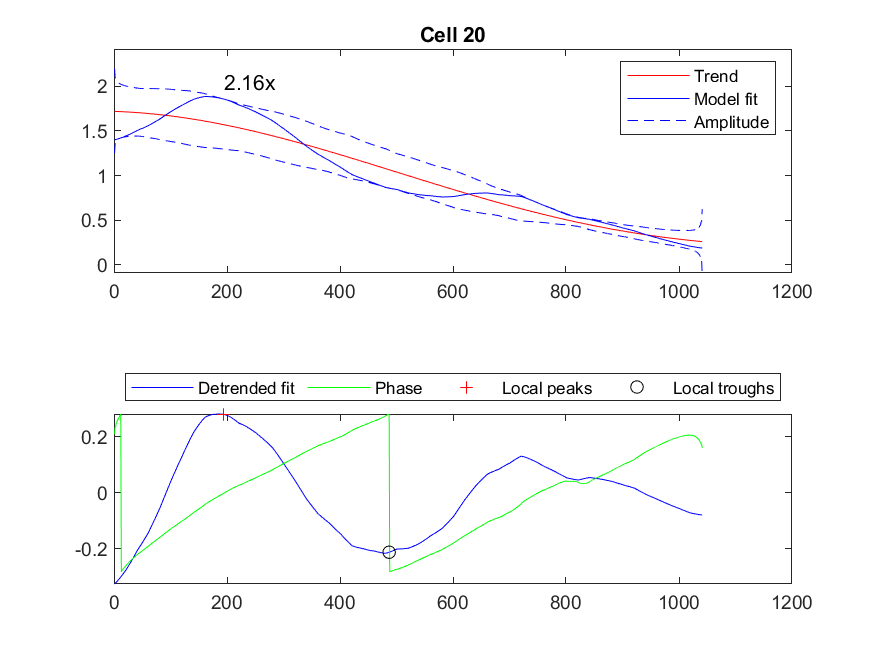 Cell 20
2.16x
Trend
Model fit
Amplitude
2
1.5
1
0.5
0
0 200 400 600 800 1000 1200
Detrended fit Phase Local peaks Local troughs
0.2
0
-0.2
0 200 400 600 800 1000 1200